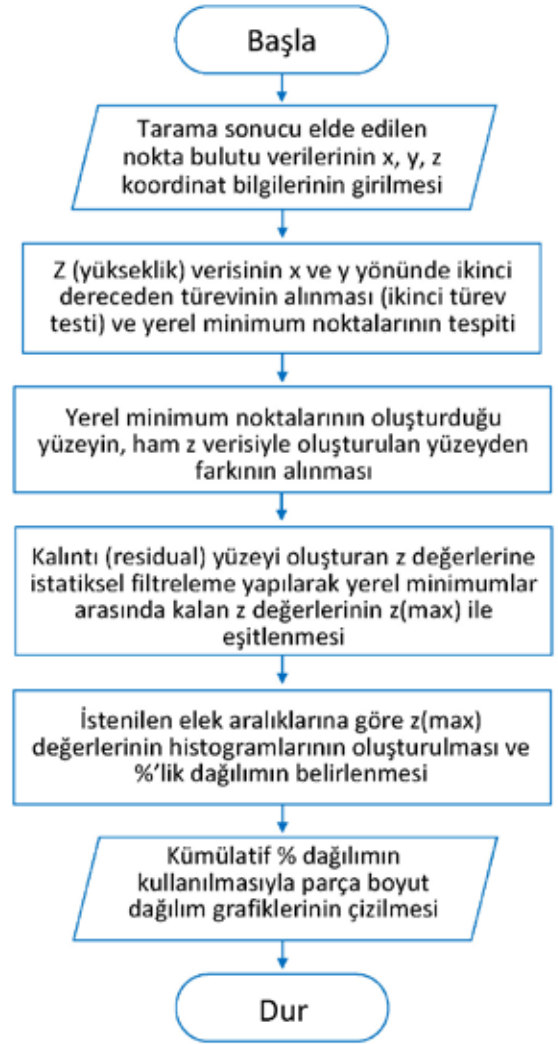 Başla
Tarama sonucu elde edilen
nokta bulutu verilerinin x, y, z
koordinat bilgilerinin girilmesi
Z (yükseklik) verisinin x ve y yönünde ikinci
dereceden türevinin alınması (ikinci türev
testi) ve yerel minimum noktalarının tespiti
Yerel minimum noktalarının oluşturduğu
yüzeyin, ham z verisiyle oluşturulan yüzeyden
farkının alınması
Kalıntı (residual) yüzeyi oluşturan z değerlerine
istatiksel filtreleme yapılarak yerel minimumlar
arasında kalan z değerlerinin z(max) ile
eşitlenmesi
İstenilen elek aralıklarına göre z(max)
değerlerinin histogramlarının oluşturulması ve
%'lik dağılımın belirlenmesi
Kümülatif % dağılımın
kullanılmasıyla parça boyut
dağılım grafiklerinin çizilmesi
Dur